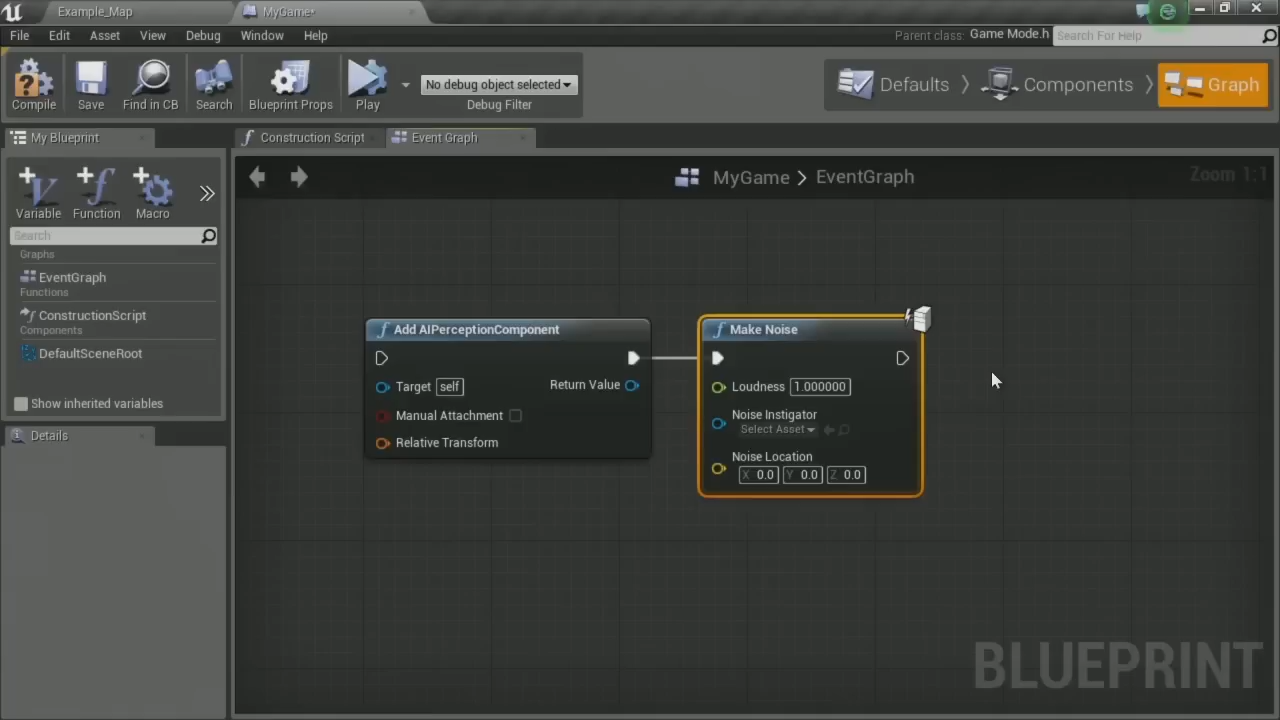 Example_Map
MyGame*
File Edit Asset View Debug Window Help
Parent class: Game Mode.h
Search For Help
Compile
Save
Find in CB
Search
Blueprint Props
Play
No debug object selected
Debug Filter
Defaults
Components
Graph
My Blueprint
Construction Script
Event Graph
Variable
Function
Macro
Search
Graphs
EventGraph
Functions
ConstructionScript
Components
DefaultSceneRoot
Show inherited variables
Details
MyGame > EventGraph
Zoom 1:1
f Add AIPerceptionComponent
Target self
Return Value
Manual Attachment
Relative Transform
f Make Noise
Loudness 1.000000
Noise Instigator
Select Asset
Noise Location
X 0.0 Y 0.0 Z 0.0
BLUEPRINT